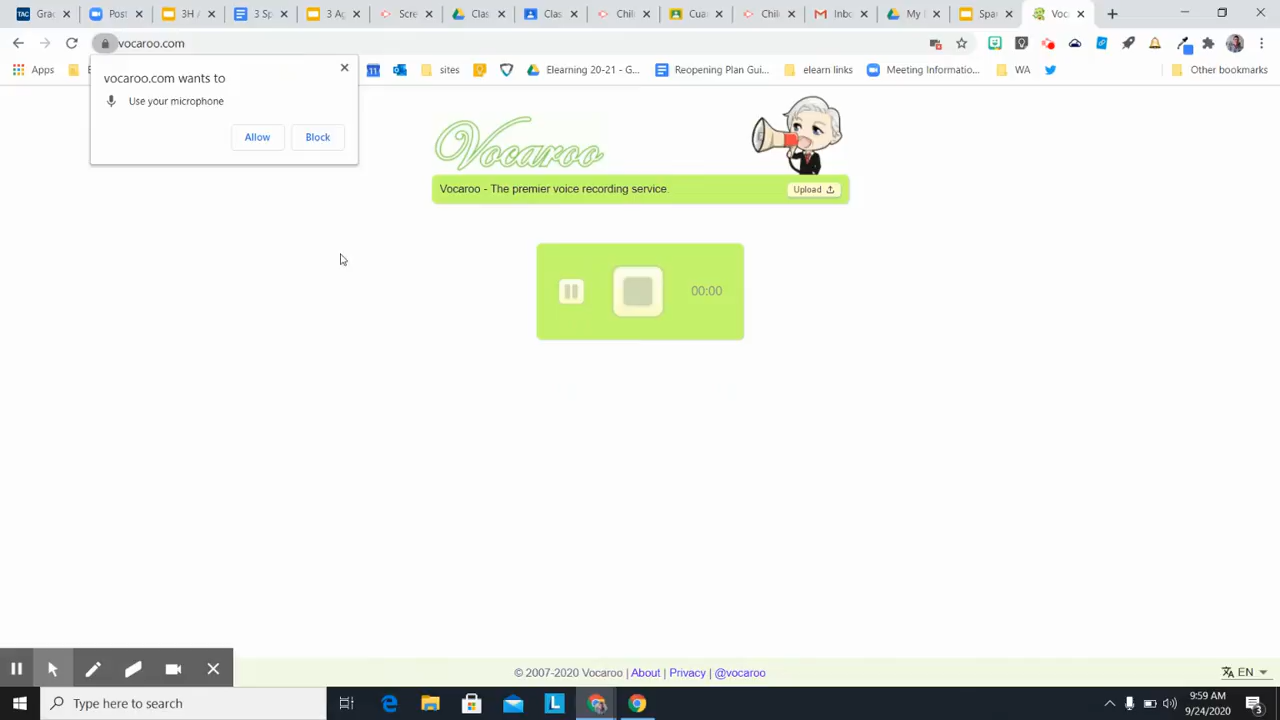 Grac
Post
3H A
3 Sp
3 Ap
Scre
Clas
Clas
Chil
Cua
Chil
Inbo
My D
Spa
Voc
vocaroo.com
Apps
sites
Elearning 20-21 - G...
Reopening Plan Gui...
elearn links
Meeting Informatio...
WA
Other bookmarks
vocaroo.com wants to
Use your microphone
Allow
Block
Vocaroo
Vocaroo - The premier voice recording service.
Upload
00:00
© 2007-2020 Vocaroo | About | Privacy | @vocaroo
EN
Type here to search
9:59 AM
9/24/2020
3